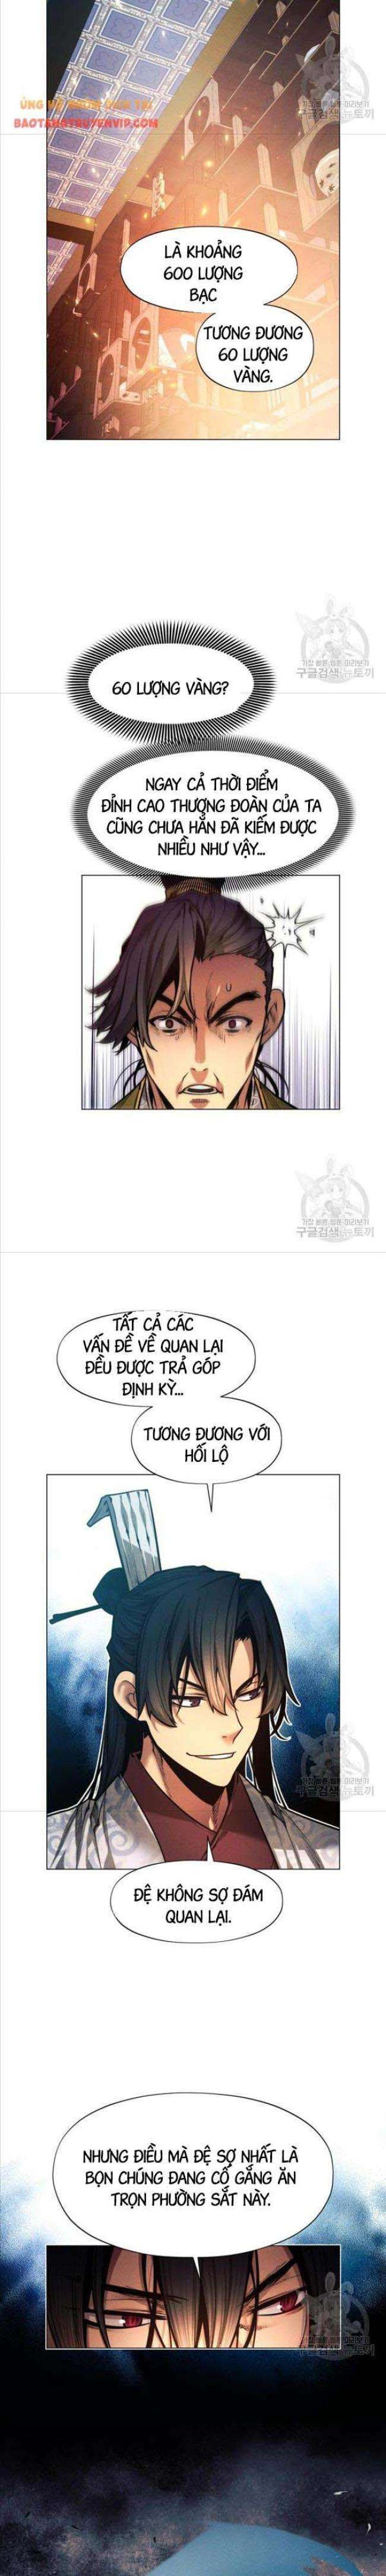 BAOTANGTRUYENVIP.COM
LÀ KHOẢNG
600 LƯỢNG
BẠC
TƯƠNG ĐƯƠNG
60 LƯỢNG
VÀNG.
60 LƯỢNG VÀNG?
NGAY CẢ THỜI ĐIỂM
ĐỈNH CAO THƯƠNG ĐOÀN CỦA TA
CŨNG CHƯA HẲN ĐÃ KIẾM ĐƯỢC
NHIỀU NHƯ VẬY...
TẤT CẢ CÁC
VẤN ĐỀ VỀ QUAN LẠI
ĐỀU ĐƯỢC TRẢ GÓP
ĐỊNH KỲ...
TƯƠNG ĐƯƠNG VỚI
HỐI LỘ
ĐỆ KHÔNG SỢ ĐÁM
QUAN LẠI.
NHƯNG ĐIỀU MÀ ĐỆ SỢ NHẤT LÀ
BỌN CHÚNG ĐANG CỐ GẮNG ĂN
TRỌN PHƯỜNG SẮT NÀY.